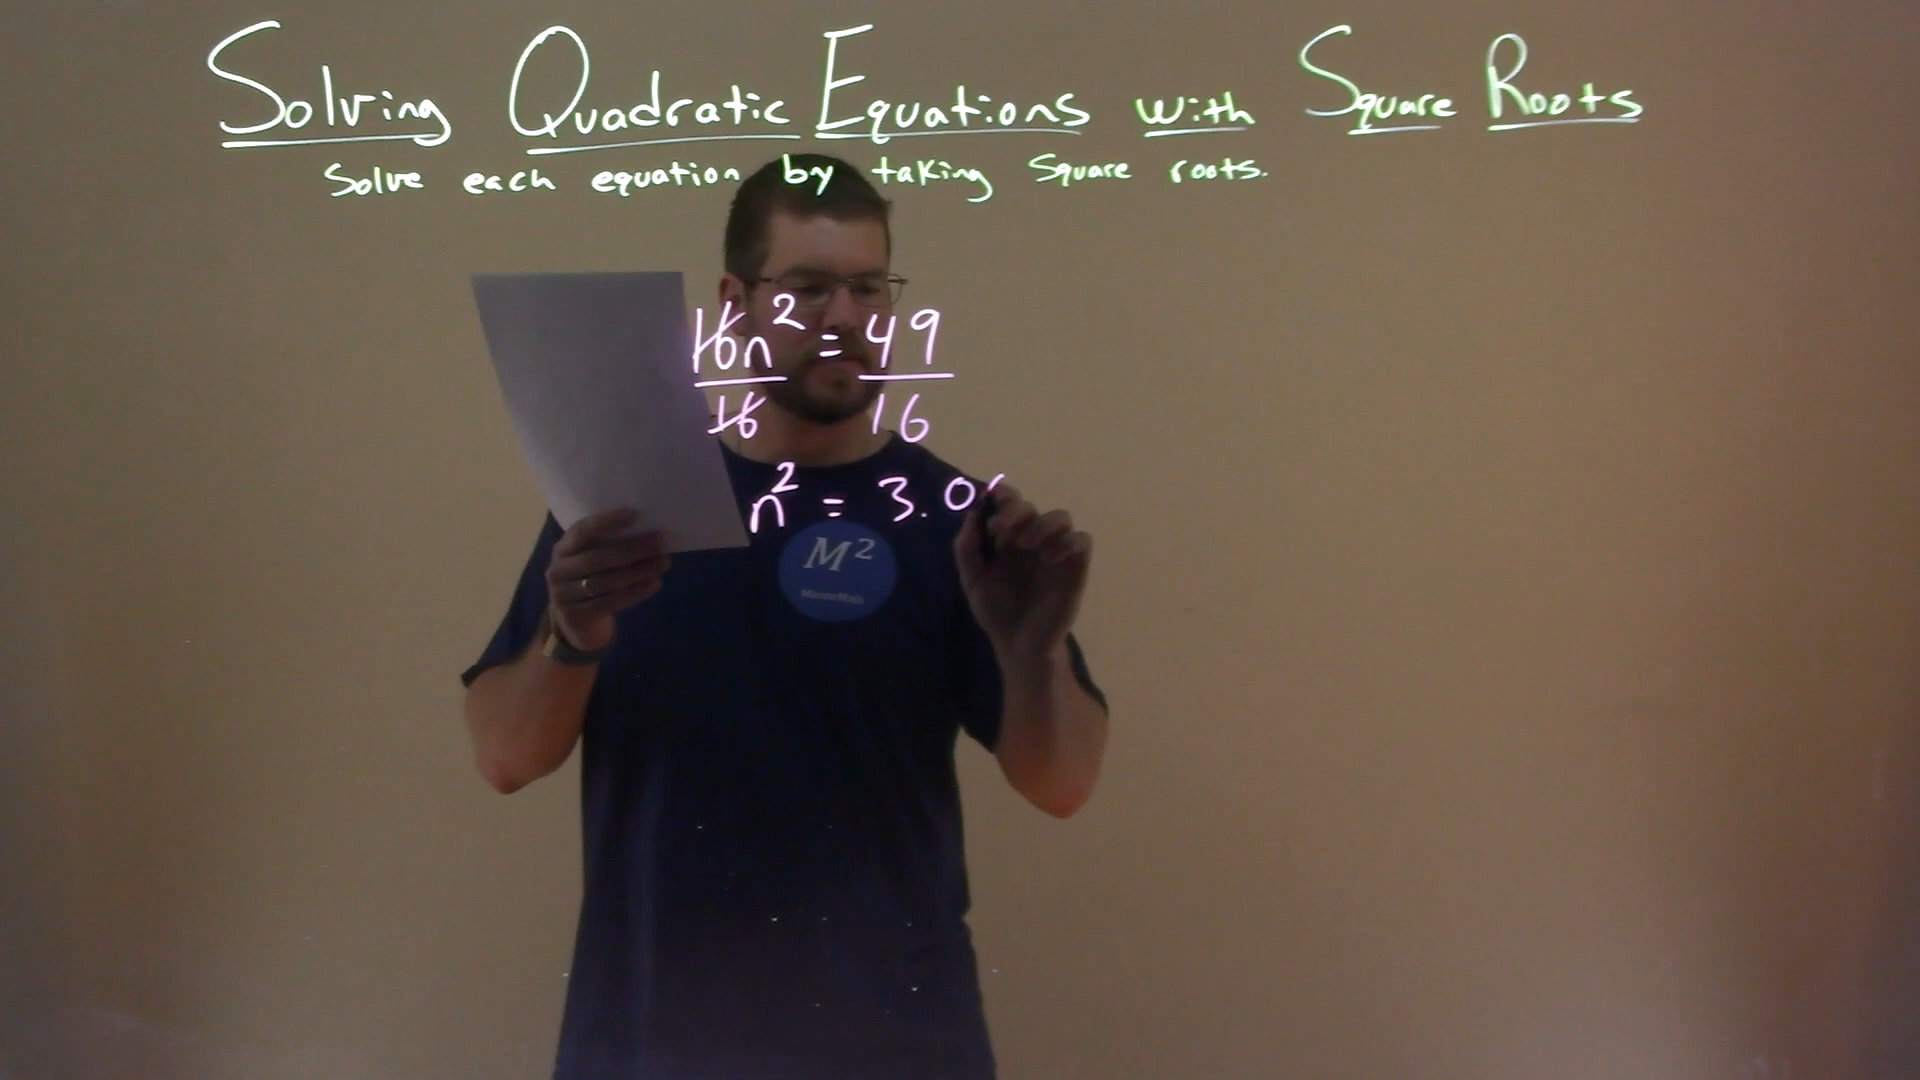 Solving Quadratic Equations with Square Roots
Solve each equation by taking Square roots.
16n² = 49
16 16
n² = 3.0
M²
MinuteMath